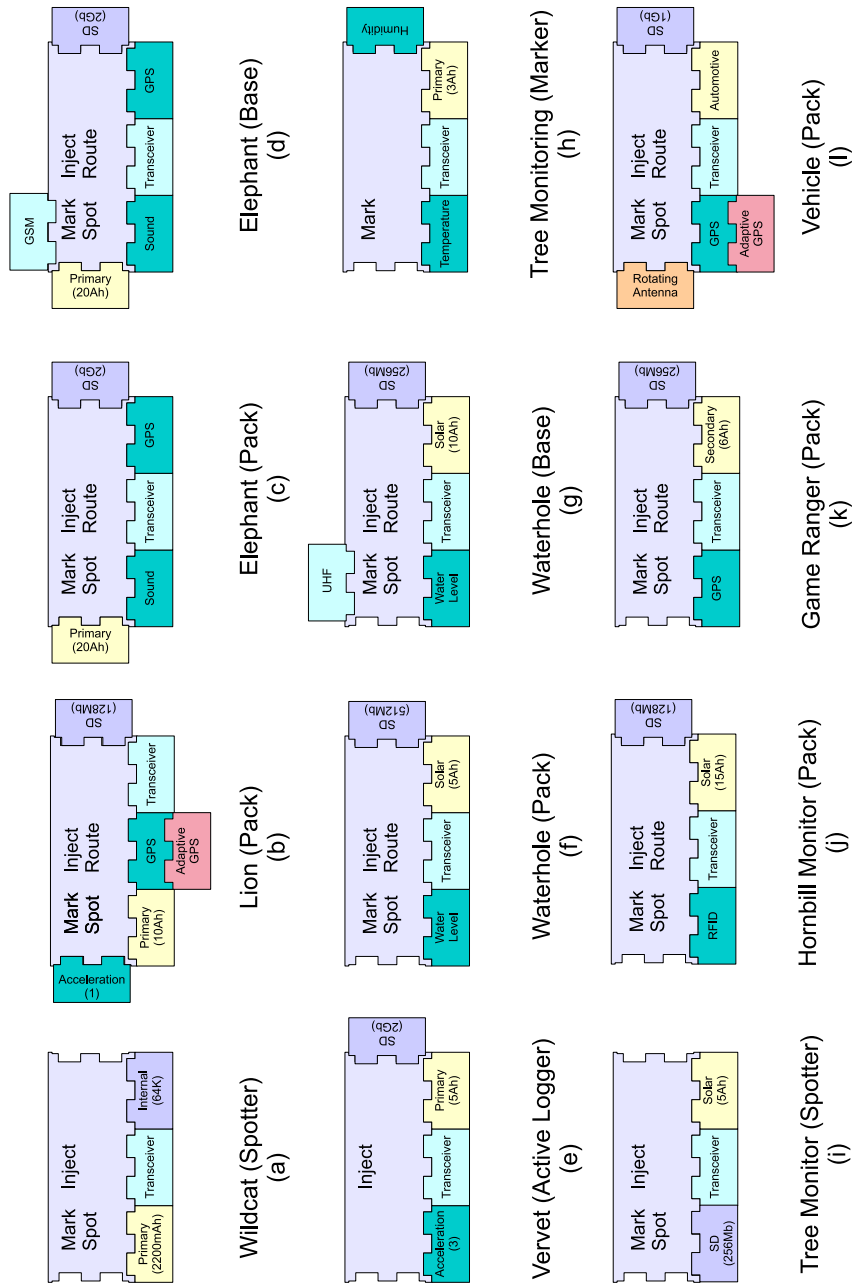 Mark
Spot
Inject
Primary
(2200mAh)
Transceiver
Internal
(64K)
Wildcat (Spotter)
(a)
Acceleration
(1)
Mark
Spot
Inject
Route
SD
(128Mb)
Primary
(10Ah)
GPS
Transceiver
Adaptive
GPS
Lion (Pack)
(b)
Primary
(20Ah)
Mark
Spot
Inject
Route
SD
(2Gb)
Sound
Transceiver
GPS
Elephant (Pack)
(c)
GSM
Primary
(20Ah)
Mark
Spot
Inject
Route
SD
(2Gb)
Sound
Transceiver
GPS
Elephant (Base)
(d)
Inject
SD
(2Gb)
Acceleration
(3)
Transceiver
Primary
(5Ah)
Vervet (Active Logger)
(e)
Mark
Spot
Inject
Route
SD
(512Mb)
Water
Level
Transceiver
Solar
(5Ah)
Waterhole (Pack)
(f)
UHF
Mark
Spot
Inject
Route
SD
(256Mb)
Water
Level
Transceiver
Solar
(10Ah)
Waterhole (Base)
(g)
Mark
Humidity
Temperature
Transceiver
Primary
(3Ah)
Tree Monitoring (Marker)
(h)
Mark
Spot
Inject
SD
(256Mb)
Transceiver
Solar
(5Ah)
Tree Monitor (Spotter)
(i)
Mark
Spot
Inject
Route
SD
(128Mb)
RFID
Transceiver
Solar
(15Ah)
Hornbill Monitor (Pack)
(j)
Mark
Spot
Inject
Route
SD
(256Mb)
GPS
Transceiver
Secondary
(6Ah)
Game Ranger (Pack)
(k)
Rotating
Antenna
Mark
Spot
Inject
Route
SD
(1Gb)
GPS
Transceiver
Automotive
Adaptive
GPS
Vehicle (Pack)
(l)